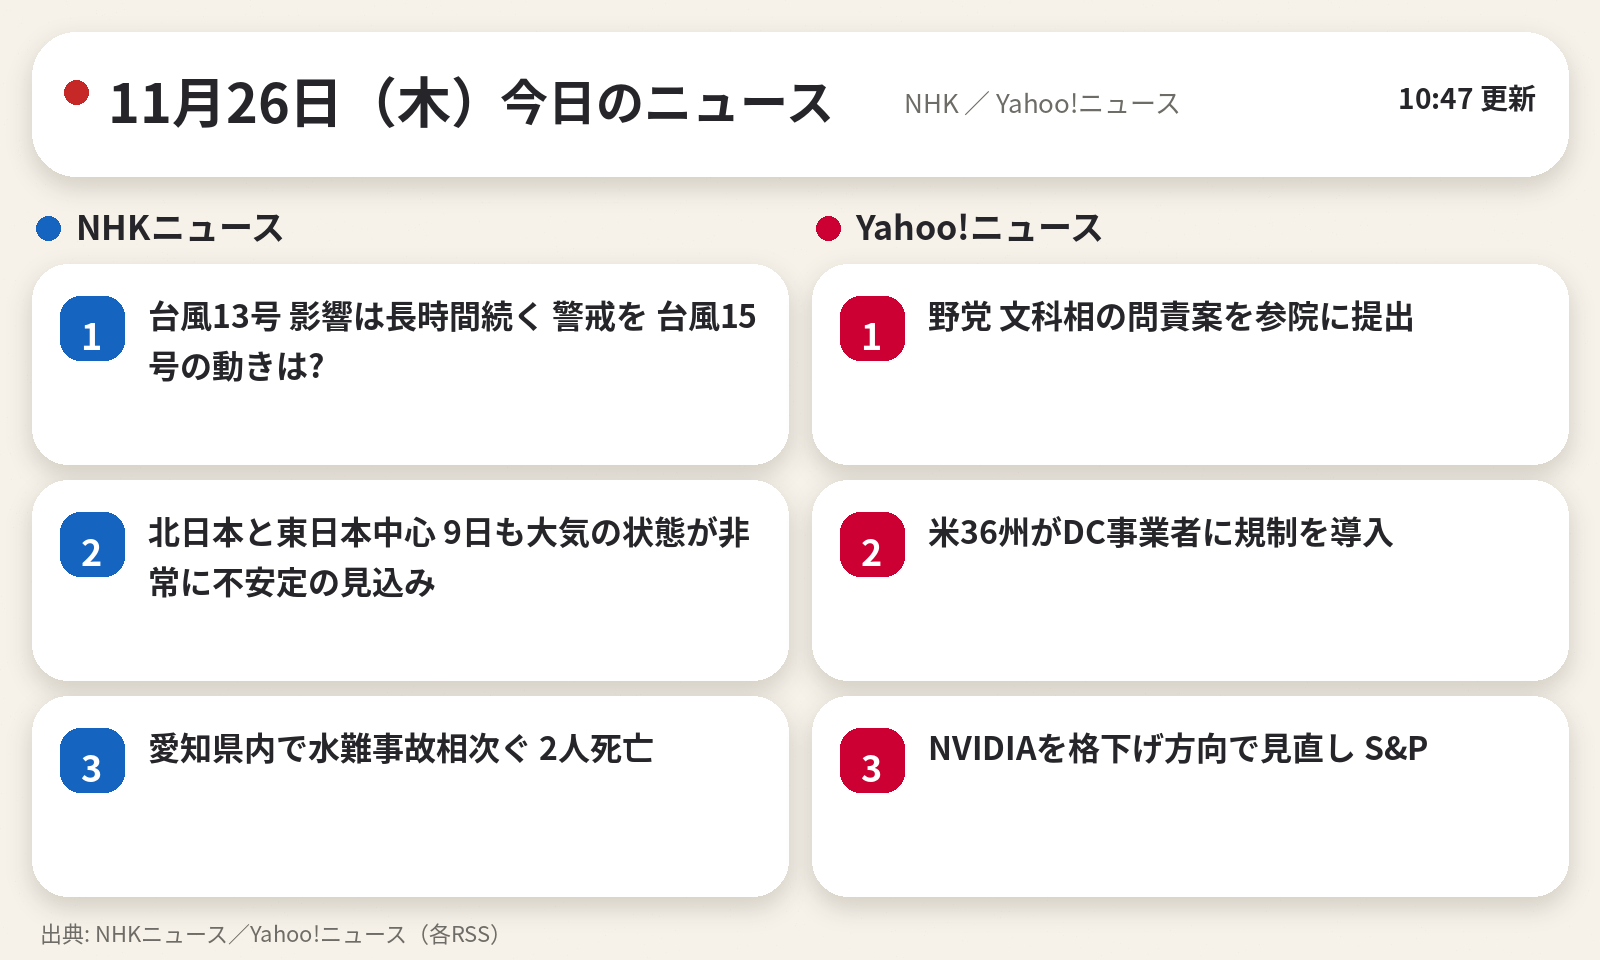 11月26日（木）今日のニュース
NHK ／ Yahoo!ニュース
10:47 更新
NHKニュース
1
台風13号 影響は長時間続く 警戒を 台風15
号の動きは?
2
北日本と東日本中心 9日も大気の状態が非
常に不安定の見込み
3
愛知県内で水難事故相次ぐ 2人死亡
Yahoo!ニュース
1
野党 文科相の問責案を参院に提出
2
米36州がDC事業者に規制を導入
3
NVIDIAを格下げ方向で見直し S&P
出典: NHKニュース／Yahoo!ニュース（各RSS）